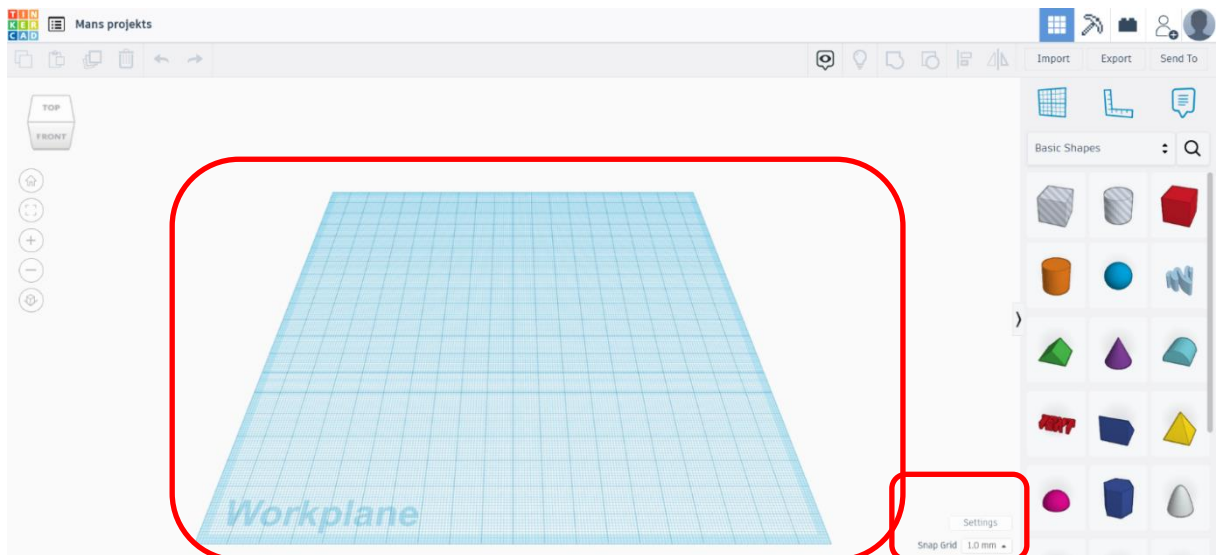 TIN
KER
CAD
Mans projekts
Import Export Send To
TOP
FRONT
Basic Shapes
TEXT
Workplane
Settings
Snap Grid 1.0 mm